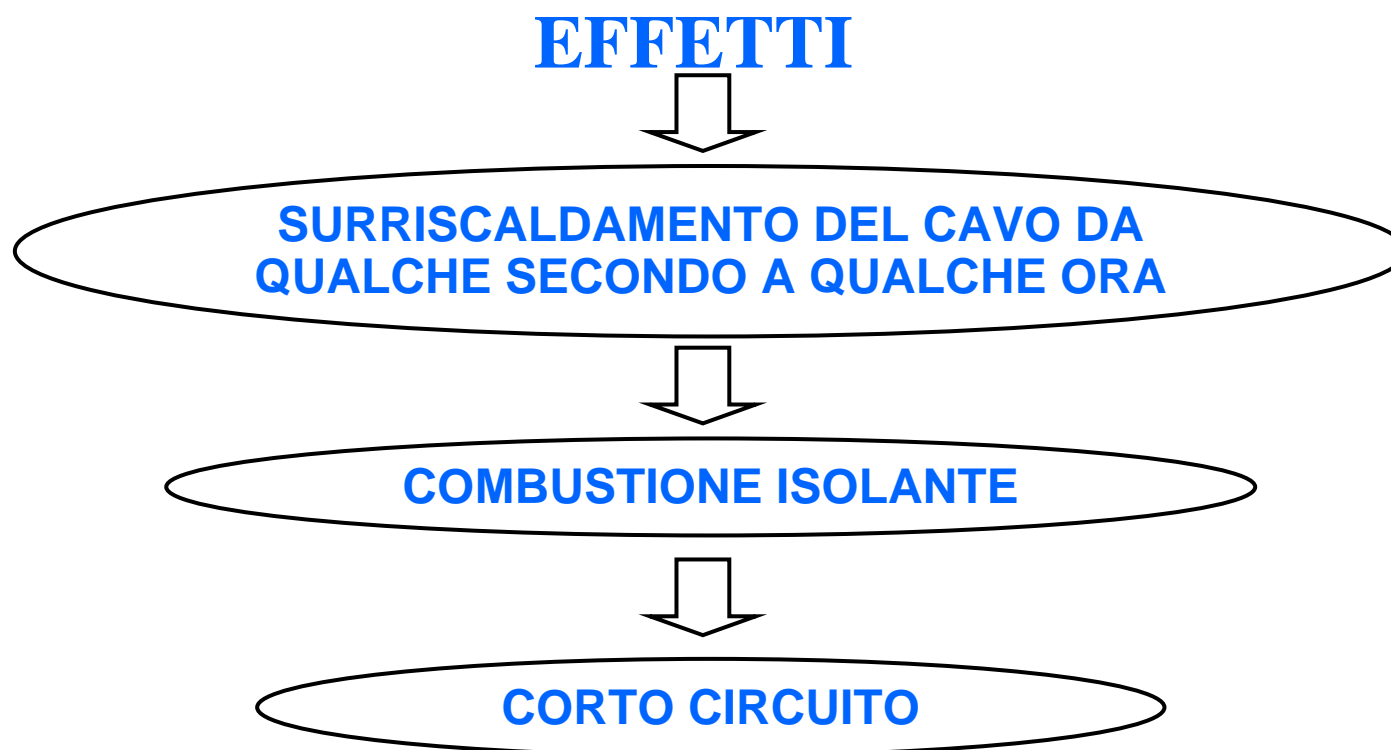 EFFETTI
SURRISCALDAMENTO DEL CAVO DA
QUALCHE SECONDO A QUALCHE ORA
COMBUSTIONE ISOLANTE
CORTO CIRCUITO